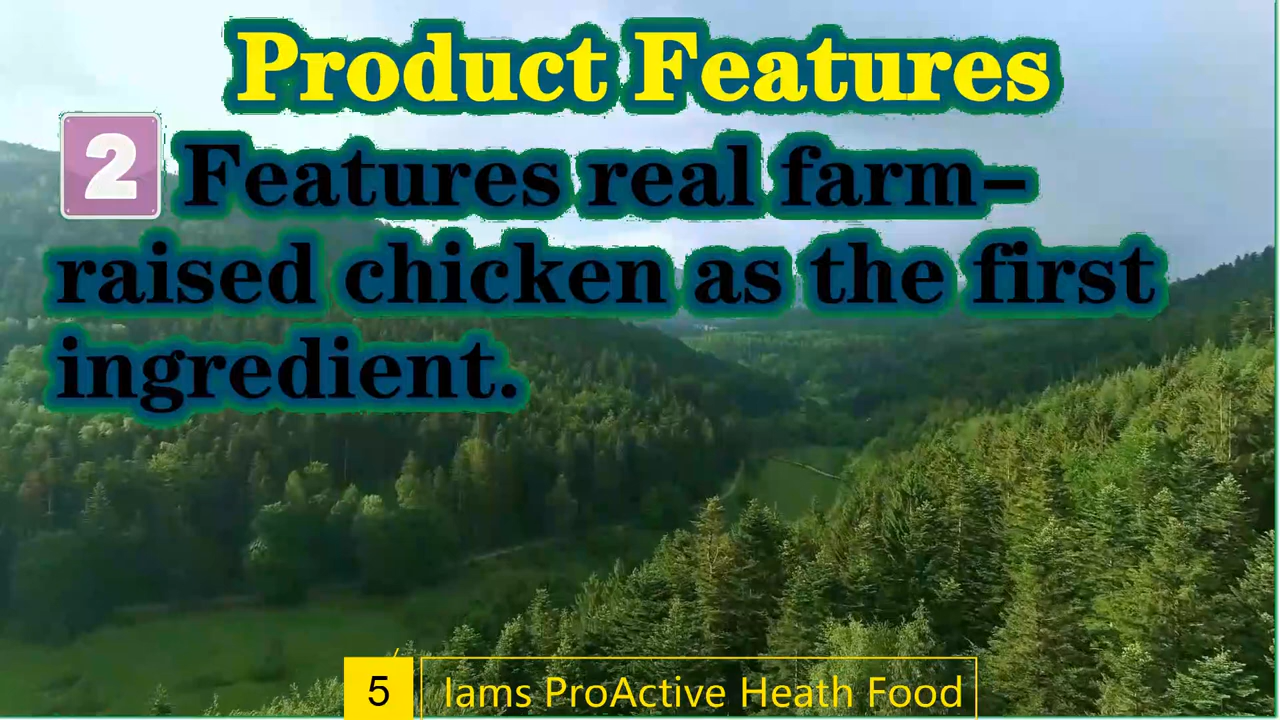 Product Features
2 Features real farm-
raised chicken as the first
ingredient.
5 Iams ProActive Heath Food